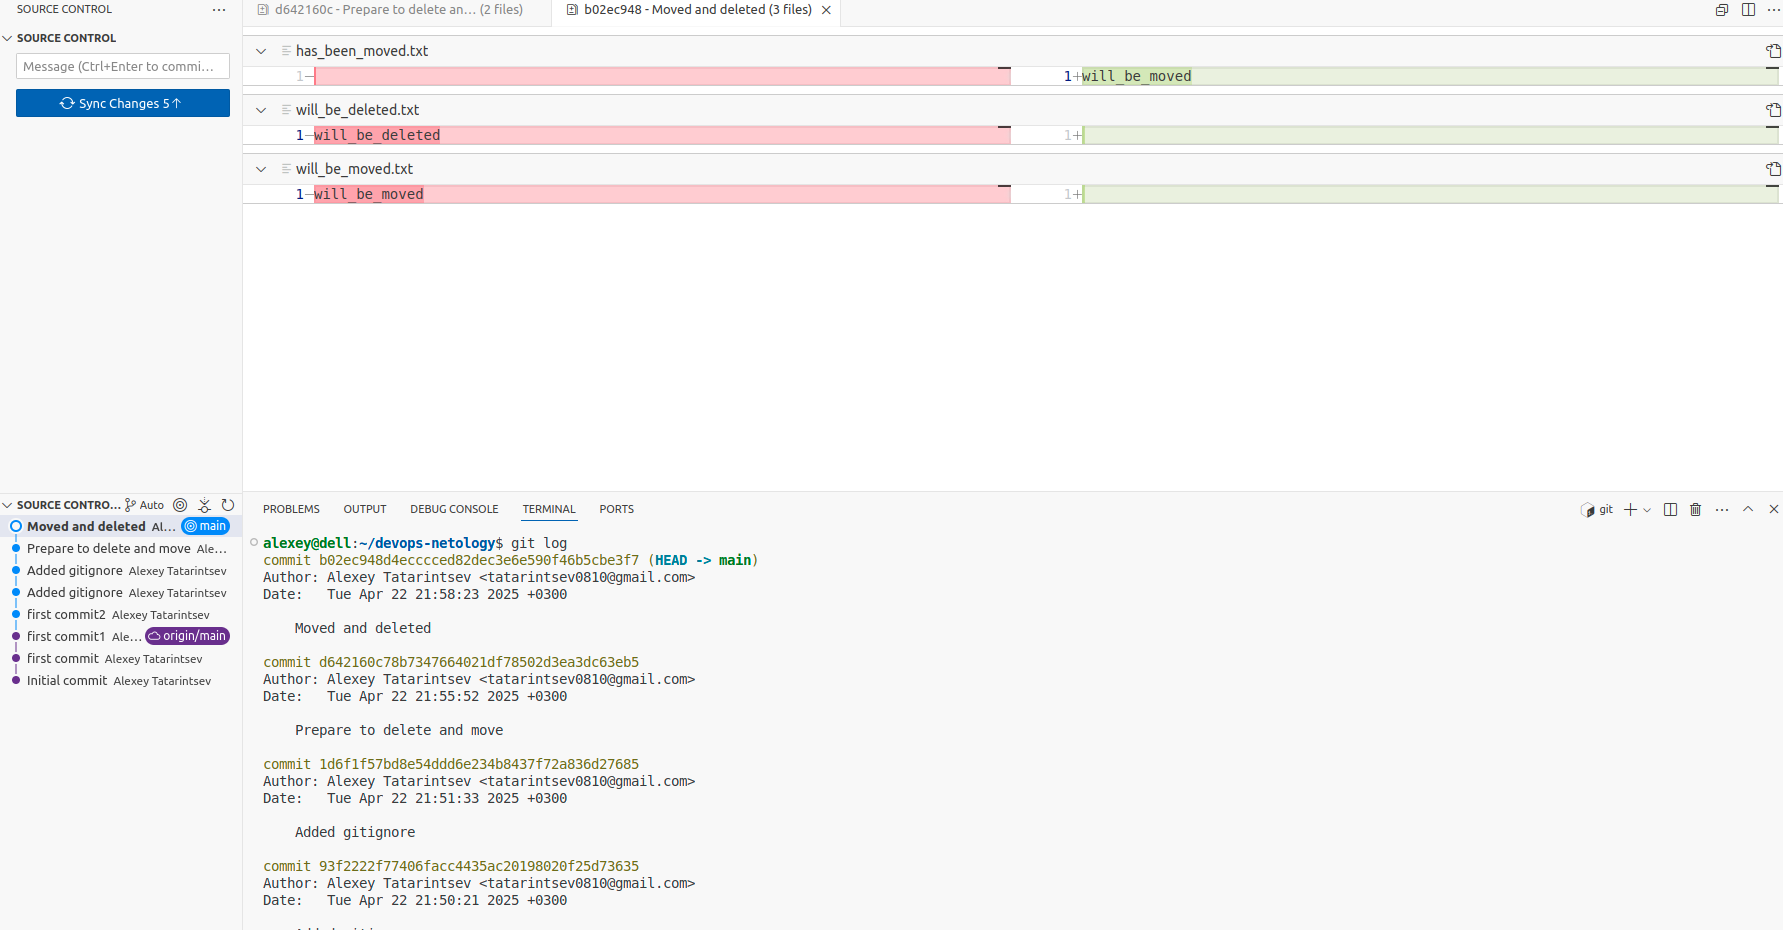 SOURCE CONTROL ···
SOURCE CONTROL
Message (Ctrl+Enter to commi...
Sync Changes 5↑
d642160c - Prepare to delete an... (2 files)
b02ec948 - Moved and deleted (3 files)
has_been_moved.txt
1−
1+will_be_moved
will_be_deleted.txt
1−will_be_deleted
1+
will_be_moved.txt
1−will_be_moved
1+
SOURCE CONTRO... Auto
Moved and deleted Al... main
Prepare to delete and move Ale...
Added gitignore Alexey Tatarintsev
Added gitignore Alexey Tatarintsev
first commit2 Alexey Tatarintsev
first commit1 Ale... origin/main
first commit Alexey Tatarintsev
Initial commit Alexey Tatarintsev
PROBLEMS OUTPUT DEBUG CONSOLE TERMINAL PORTS
git
alexey@dell:~/devops-netology$ git log
commit b02ec948d4ecccced82dec3e6e590f46b5cbe3f7 (HEAD -> main)
Author: Alexey Tatarintsev <tatarintsev0810@gmail.com>
Date: Tue Apr 22 21:58:23 2025 +0300
Moved and deleted
commit d642160c78b7347664021df78502d3ea3dc63eb5
Author: Alexey Tatarintsev <tatarintsev0810@gmail.com>
Date: Tue Apr 22 21:55:52 2025 +0300
Prepare to delete and move
commit 1d6f1f57bd8e54ddd6e234b8437f72a836d27685
Author: Alexey Tatarintsev <tatarintsev0810@gmail.com>
Date: Tue Apr 22 21:51:33 2025 +0300
Added gitignore
commit 93f2222f77406facc4435ac20198020f25d73635
Author: Alexey Tatarintsev <tatarintsev0810@gmail.com>
Date: Tue Apr 22 21:50:21 2025 +0300